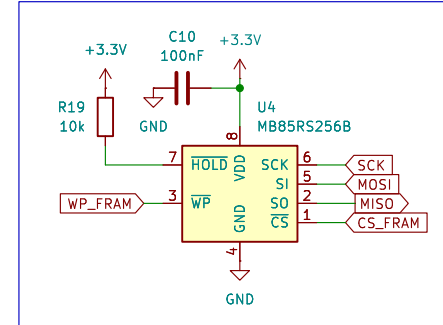 C10
100nF
+3.3V
+3.3V
R19
10k
GND
U4
MB85RS256B
8
VDD
7
HOLD
SCK
6
SCK
SI
5
MOSI
WP_FRAM
3
WP
SO
2
MISO
GND
CS
1
CS_FRAM
4
GND